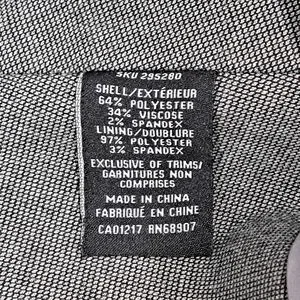 SKU 295280
SHELL/EXTÉRIEUR
64% POLYESTER
34% VISCOSE
2% SPANDEX
LINING/DOUBLURE
97% POLYESTER
3% SPANDEX
EXCLUSIVE OF TRIMS/
GARNITURES NON
COMPRISES
MADE IN CHINA
FABRIQUÉ EN CHINE
CA01217 RN68907